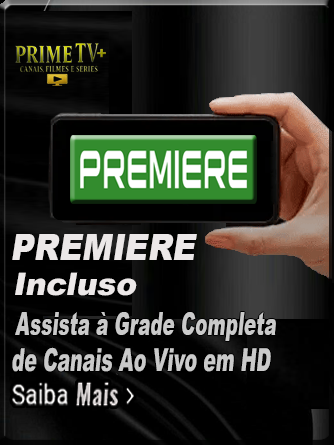 PRIME TV+
CANAIS, FILMES E SERIES
PREMIERE
PREMIERE
Incluso
Assista à Grade Completa
de Canais Ao Vivo em HD
Saiba Mais >